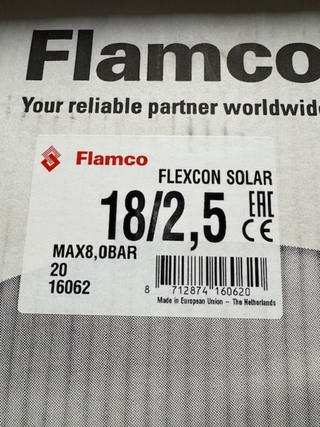 Flamco
Your reliable partner worldwide
Flamco
FLEXCON SOLAR
18/2,5 EAC
CE
MAX8,0BAR
20
16062
8 712874 160620
Made in European Union - The Netherlands